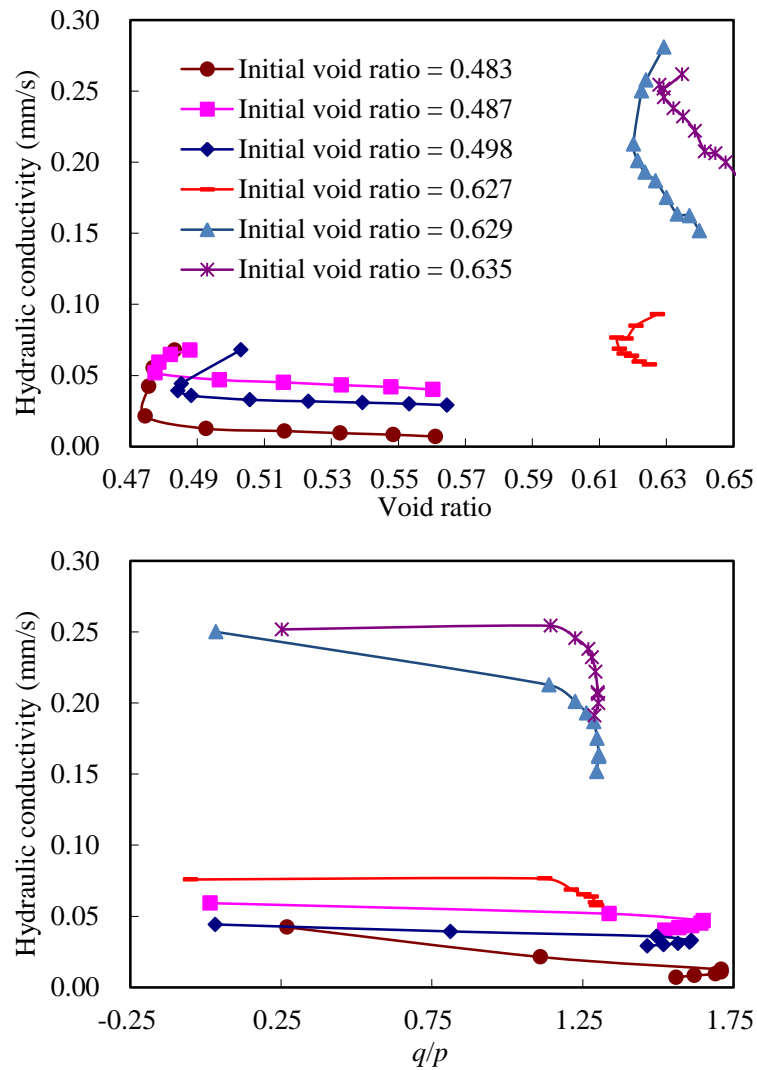 0.30
0.25
0.20
0.15
0.10
0.05
0.00
Hydraulic conductivity (mm/s)
Initial void ratio = 0.483
Initial void ratio = 0.487
Initial void ratio = 0.498
Initial void ratio = 0.627
Initial void ratio = 0.629
Initial void ratio = 0.635
0.47 0.49 0.51 0.53 0.55 0.57 0.59 0.61 0.63 0.65
Void ratio
0.30
0.25
0.20
0.15
0.10
0.05
0.00
Hydraulic conductivity (mm/s)
-0.25 0.25 0.75 1.25 1.75
q/p